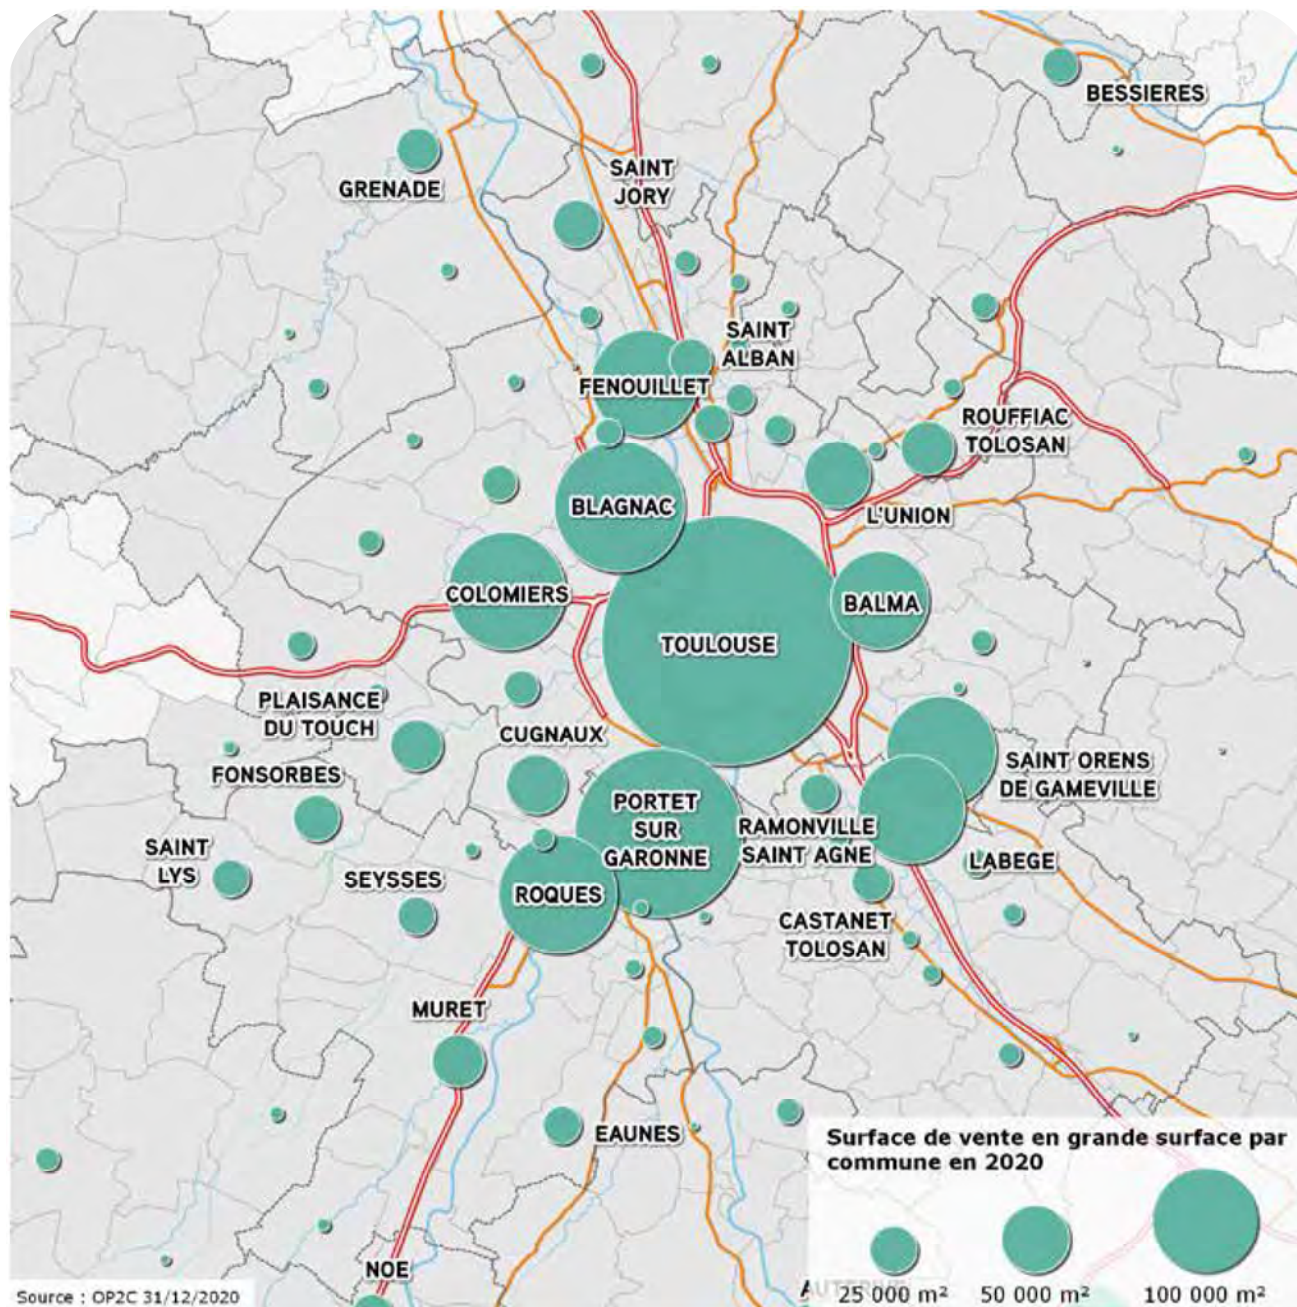 BESSIERES
GRENADE
SAINT
JORY
SAINT
ALBAN
FENOUILLET
ROUFFIAC
TOLOSAN
BLAGNAC
L'UNION
COLOMIERS
BALMA
TOULOUSE
PLAISANCE
DU TOUCH
CUGNAUX
FONSORBES
SAINT ORENS
DE GAMEVILLE
PORTET
SUR
GARONNE
RAMONVILLE
SAINT AGNE
SAINT
LYS
LABEGE
SEYSSES
ROQUES
CASTANET
TOLOSAN
MURET
EAUNES
NOE
Surface de vente en grande surface par
commune en 2020
25 000 m²
50 000 m²
100 000 m²
Source : OP2C 31/12/2020